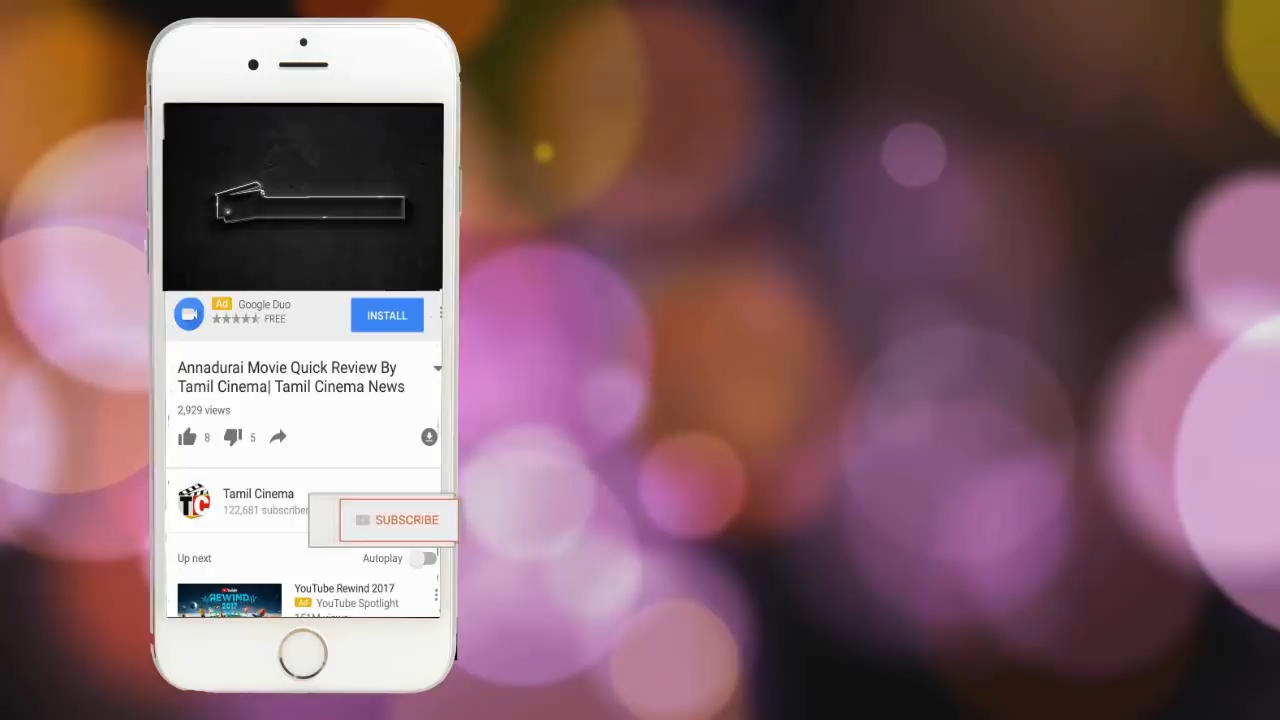 Ad Google Duo
FREE
INSTALL
Annadurai Movie Quick Review By
Tamil Cinema| Tamil Cinema News
2,929 views
8 5
TC
Tamil Cinema
122,681 subscriber
SUBSCRIBE
Up next
Autoplay
YouTube Rewind 2017
Ad YouTube Spotlight
REWIND
2017